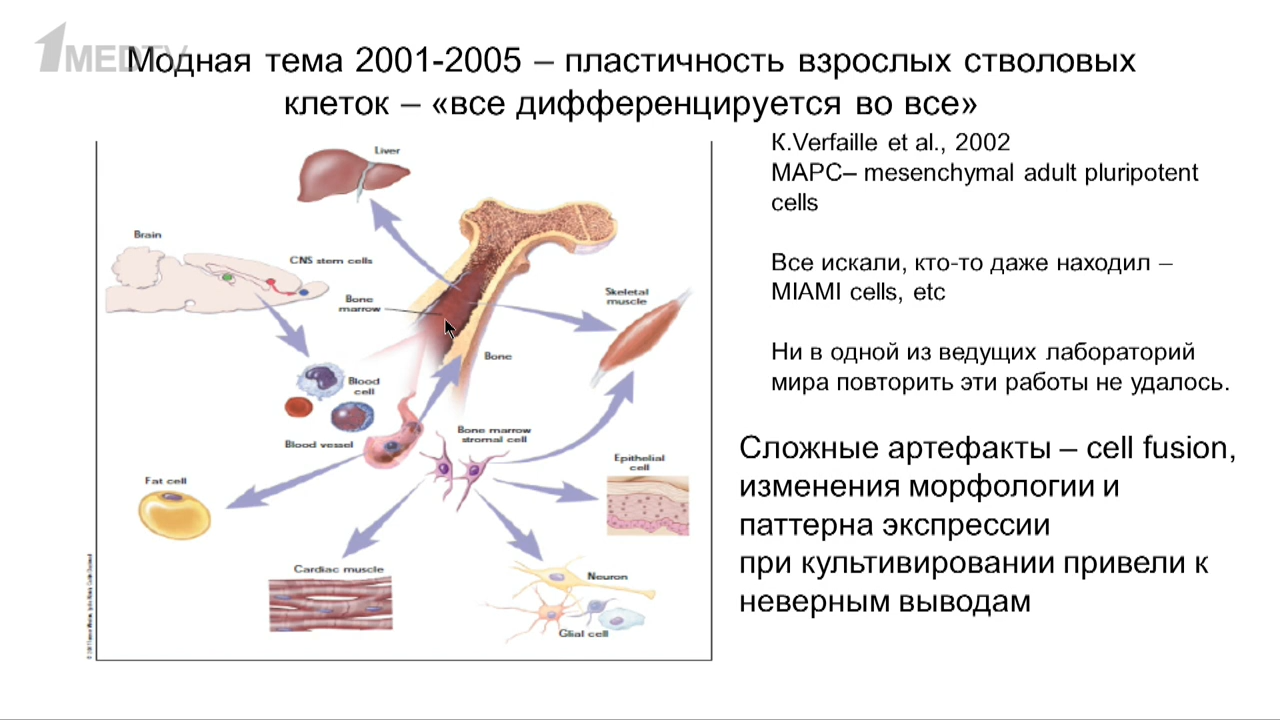 1MEDTV
Модная тема 2001-2005 – пластичность взрослых стволовых
клеток – «все дифференцируется во все»
К.Verfaille et al., 2002
MAPC– mesenchymal adult pluripotent
cells
Все искали, кто-то даже находил –
MIAMI cells, etc
Ни в одной из ведущих лабораторий
мира повторить эти работы не удалось.
Сложные артефакты – cell fusion,
изменения морфологии и
паттерна экспрессии
при культивировании привели к
неверным выводам
Liver
Brain
CNS stem cells
Bone
marrow
Skeletal
muscle
Bone
Blood
cell
Blood vessel
Bone marrow
stromal cell
Epithelial
cell
Fat cell
Cardiac muscle
Neuron
Glial cell